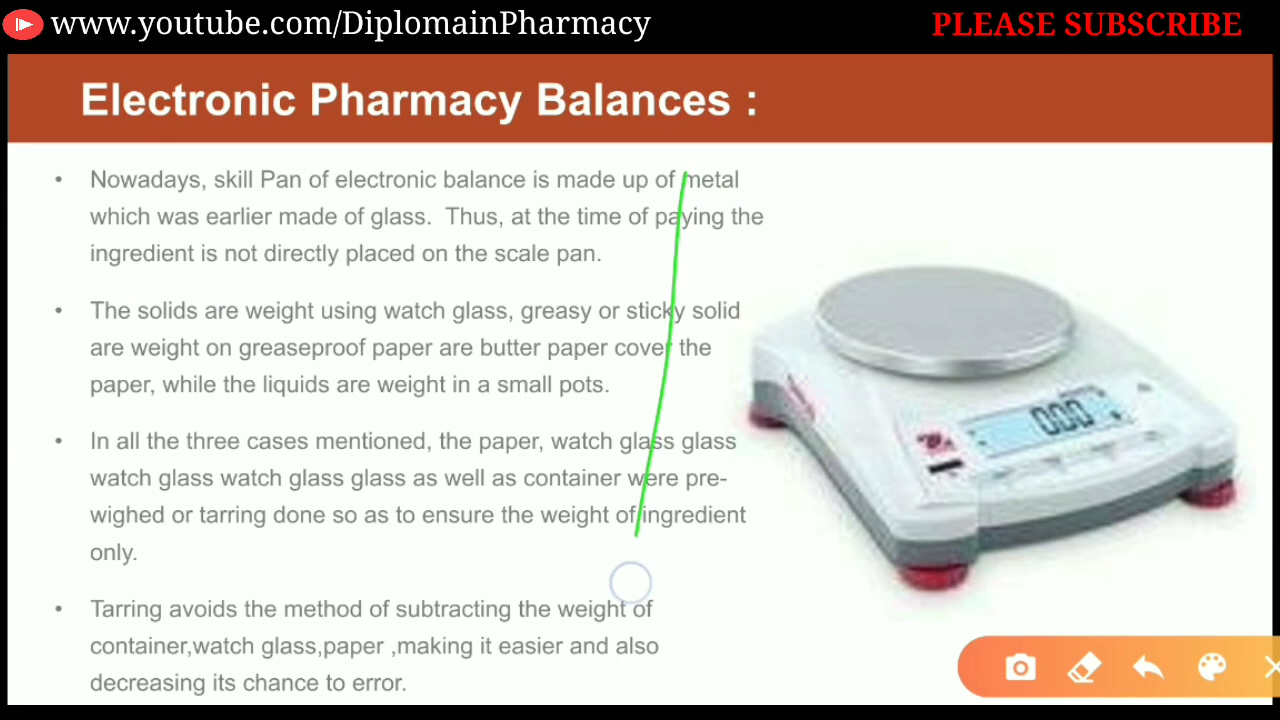 www.youtube.com/DiplomainPharmacy
PLEASE SUBSCRIBE
Electronic Pharmacy Balances :
• Nowadays, skill Pan of electronic balance is made up of metal
which was earlier made of glass. Thus, at the time of paying the
ingredient is not directly placed on the scale pan.
• The solids are weight using watch glass, greasy or sticky solid
are weight on greaseproof paper are butter paper cover the
paper, while the liquids are weight in a small pots.
• In all the three cases mentioned, the paper, watch glass glass
watch glass watch glass glass as well as container were pre-
wighed or tarring done so as to ensure the weight of ingredient
only.
• Tarring avoids the method of subtracting the weight of
container,watch glass,paper ,making it easier and also
decreasing its chance to error.
0.00